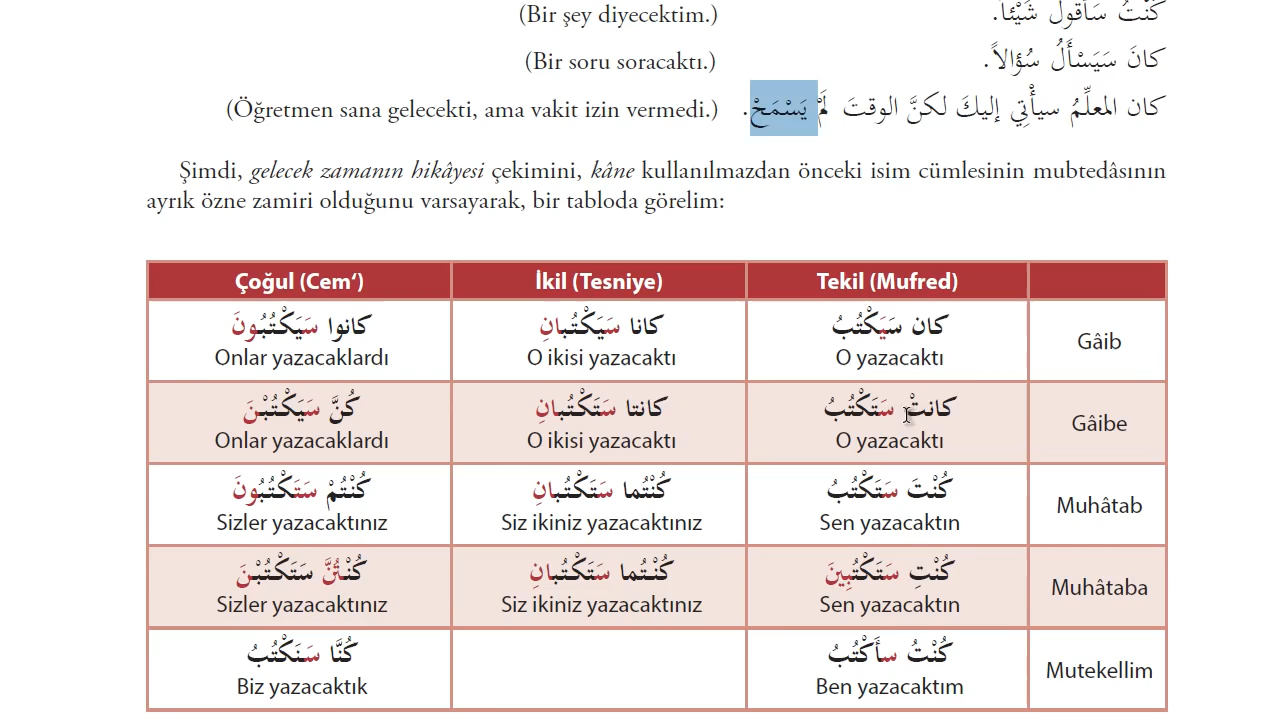 كُنْتُ سَأَقولُ شَيْئاً. (Bir şey diyecektim.)
كانَ سَيَسْأَلُ سُؤالاً. (Bir soru soracaktı.)
كان المعلِّمُ سيأْتِي إليكَ لكنَّ الوقتَ لَمْ يَسْمَحْ. (Öğretmen sana gelecekti, ama vakit izin vermedi.)
Şimdi, gelecek zamanın hikâyesi çekimini, kâne kullanılmazdan önceki isim cümlesinin mubtedâsının
ayrık özne zamiri olduğunu varsayarak, bir tabloda görelim:
Çoğul (Cem‘) İkil (Tesniye) Tekil (Mufred)
كانوا سَيَكْتُبُونَ كانا سَيَكْتُبانِ كان سَيَكْتُبُ
Onlar yazacaklardı O ikisi yazacaktı O yazacaktı Gâib
كُنَّ سَيَكْتُبْنَ كانتا سَتَكْتُبانِ كانتْ سَتَكْتُبُ
Onlar yazacaklardı O ikisi yazacaktı O yazacaktı Gâibe
كُنْتُمْ سَتَكْتُبُونَ كُنْتُما سَتَكْتُبانِ كُنْتَ سَتَكْتُبُ
Sizler yazacaktınız Siz ikiniz yazacaktınız Sen yazacaktın Muhâtab
كُنْتُنَّ سَتَكْتُبْنَ كُنْتُما سَتَكْتُبانِ كُنْتِ سَتَكْتُبِينَ
Sizler yazacaktınız Siz ikiniz yazacaktınız Sen yazacaktın Muhâtaba
كُنَّا سَنَكْتُبُ كُنْتُ سأَكْتُبُ
Biz yazacaktık Ben yazacaktım Mutekellim